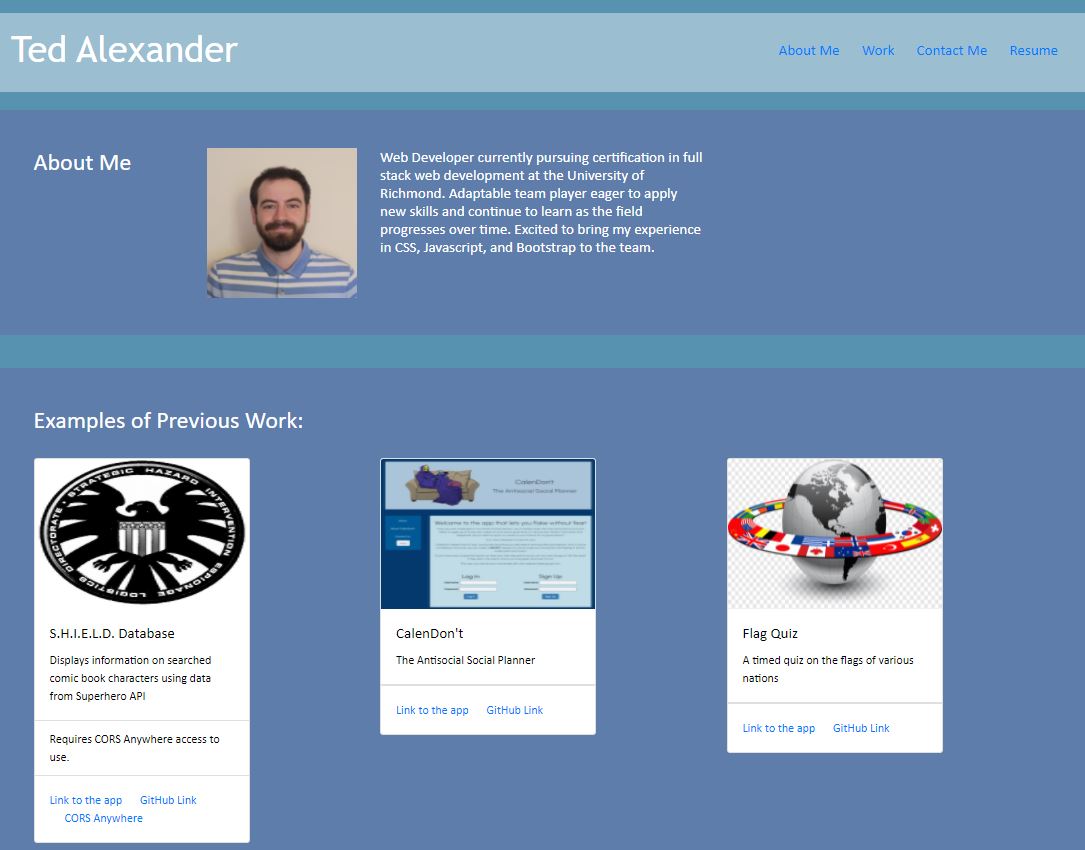 Ted Alexander
About Me Work Contact Me Resume
About Me
Web Developer currently pursuing certification in full
stack web development at the University of
Richmond. Adaptable team player eager to apply
new skills and continue to learn as the field
progresses over time. Excited to bring my experience
in CSS, Javascript, and Bootstrap to the team.
Examples of Previous Work:
STRATEGIC HAZARD INTERVENTION ESPIONAGE LOGISTICS DIRECTORATE
S.H.I.E.L.D. Database
Displays information on searched
comic book characters using data
from Superhero API
Requires CORS Anywhere access to
use.
Link to the app GitHub Link
CORS Anywhere
CalenDon't
The Antisocial Social Planner
Welcome to the app that lets you flake without fear!
Log In Sign Up
CalenDon't
The Antisocial Social Planner
Link to the app GitHub Link
Flag Quiz
A timed quiz on the flags of various
nations
Link to the app GitHub Link